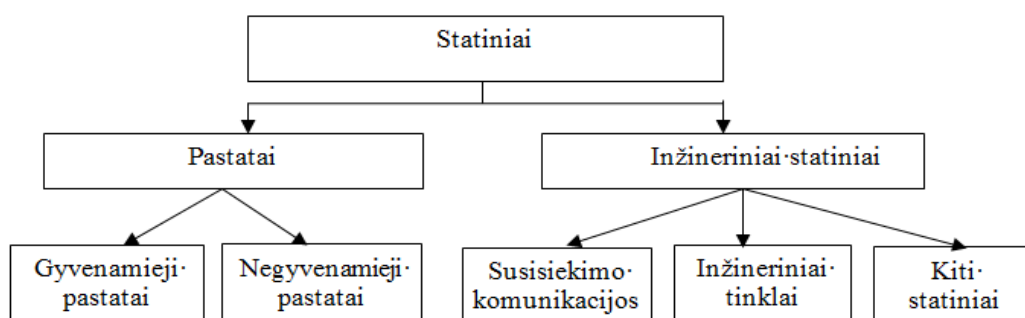 Statiniai
Pastatai
Inžineriniai·statiniai
Gyvenamieji·
pastatai
Negyvenamieji·
pastatai
Susisiekimo·
komunikacijos
Inžineriniai·
tinklai
Kiti·
statiniai